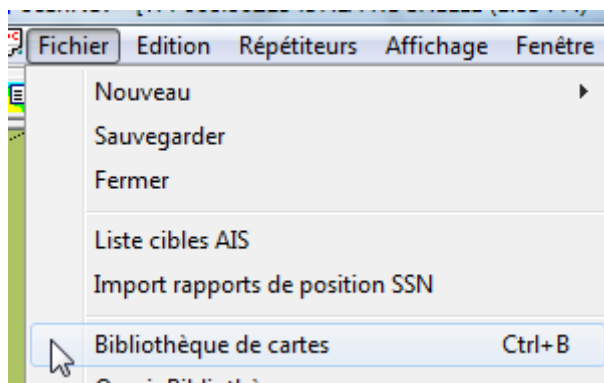 Fichier Edition Répétiteurs Affichage Fenêtre
Nouveau
Sauvegarder
Fermer
Liste cibles AIS
Import rapports de position SSN
Bibliothèque de cartes Ctrl+B